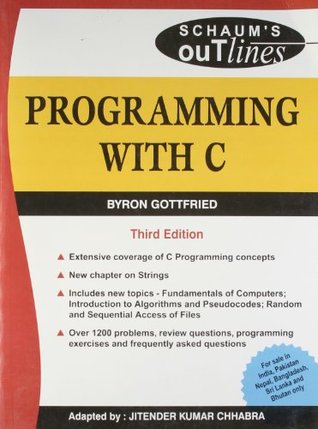 SCHAUM'S
ouTlines
PROGRAMMING
WITH C
BYRON GOTTFRIED
Third Edition
Extensive coverage of C Programming concepts
New chapter on Strings
Includes new topics - Fundamentals of Computers;
Introduction to Algorithms and Pseudocodes; Random
and Sequential Access of Files
Over 1200 problems, review questions, programming
exercises and frequently asked questions
For sale in
India, Pakistan
Nepal, Bangladesh,
Sri Lanka and
Bhutan only
Adapted by : JITENDER KUMAR CHHABRA